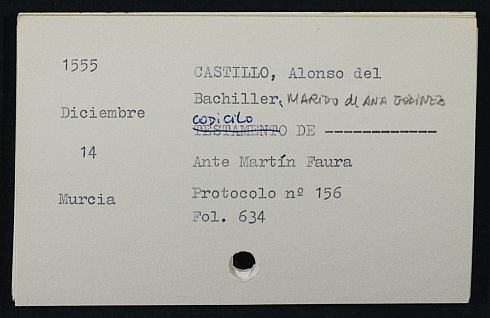 1555
CASTILLO, Alonso del
Bachiller, MARIDO de ANA GODINEZ
Diciembre
CODICILO
TESTAMENTO DE -------------
14
Ante Martín Faura
Murcia
Protocolo nº 156
Fol. 634